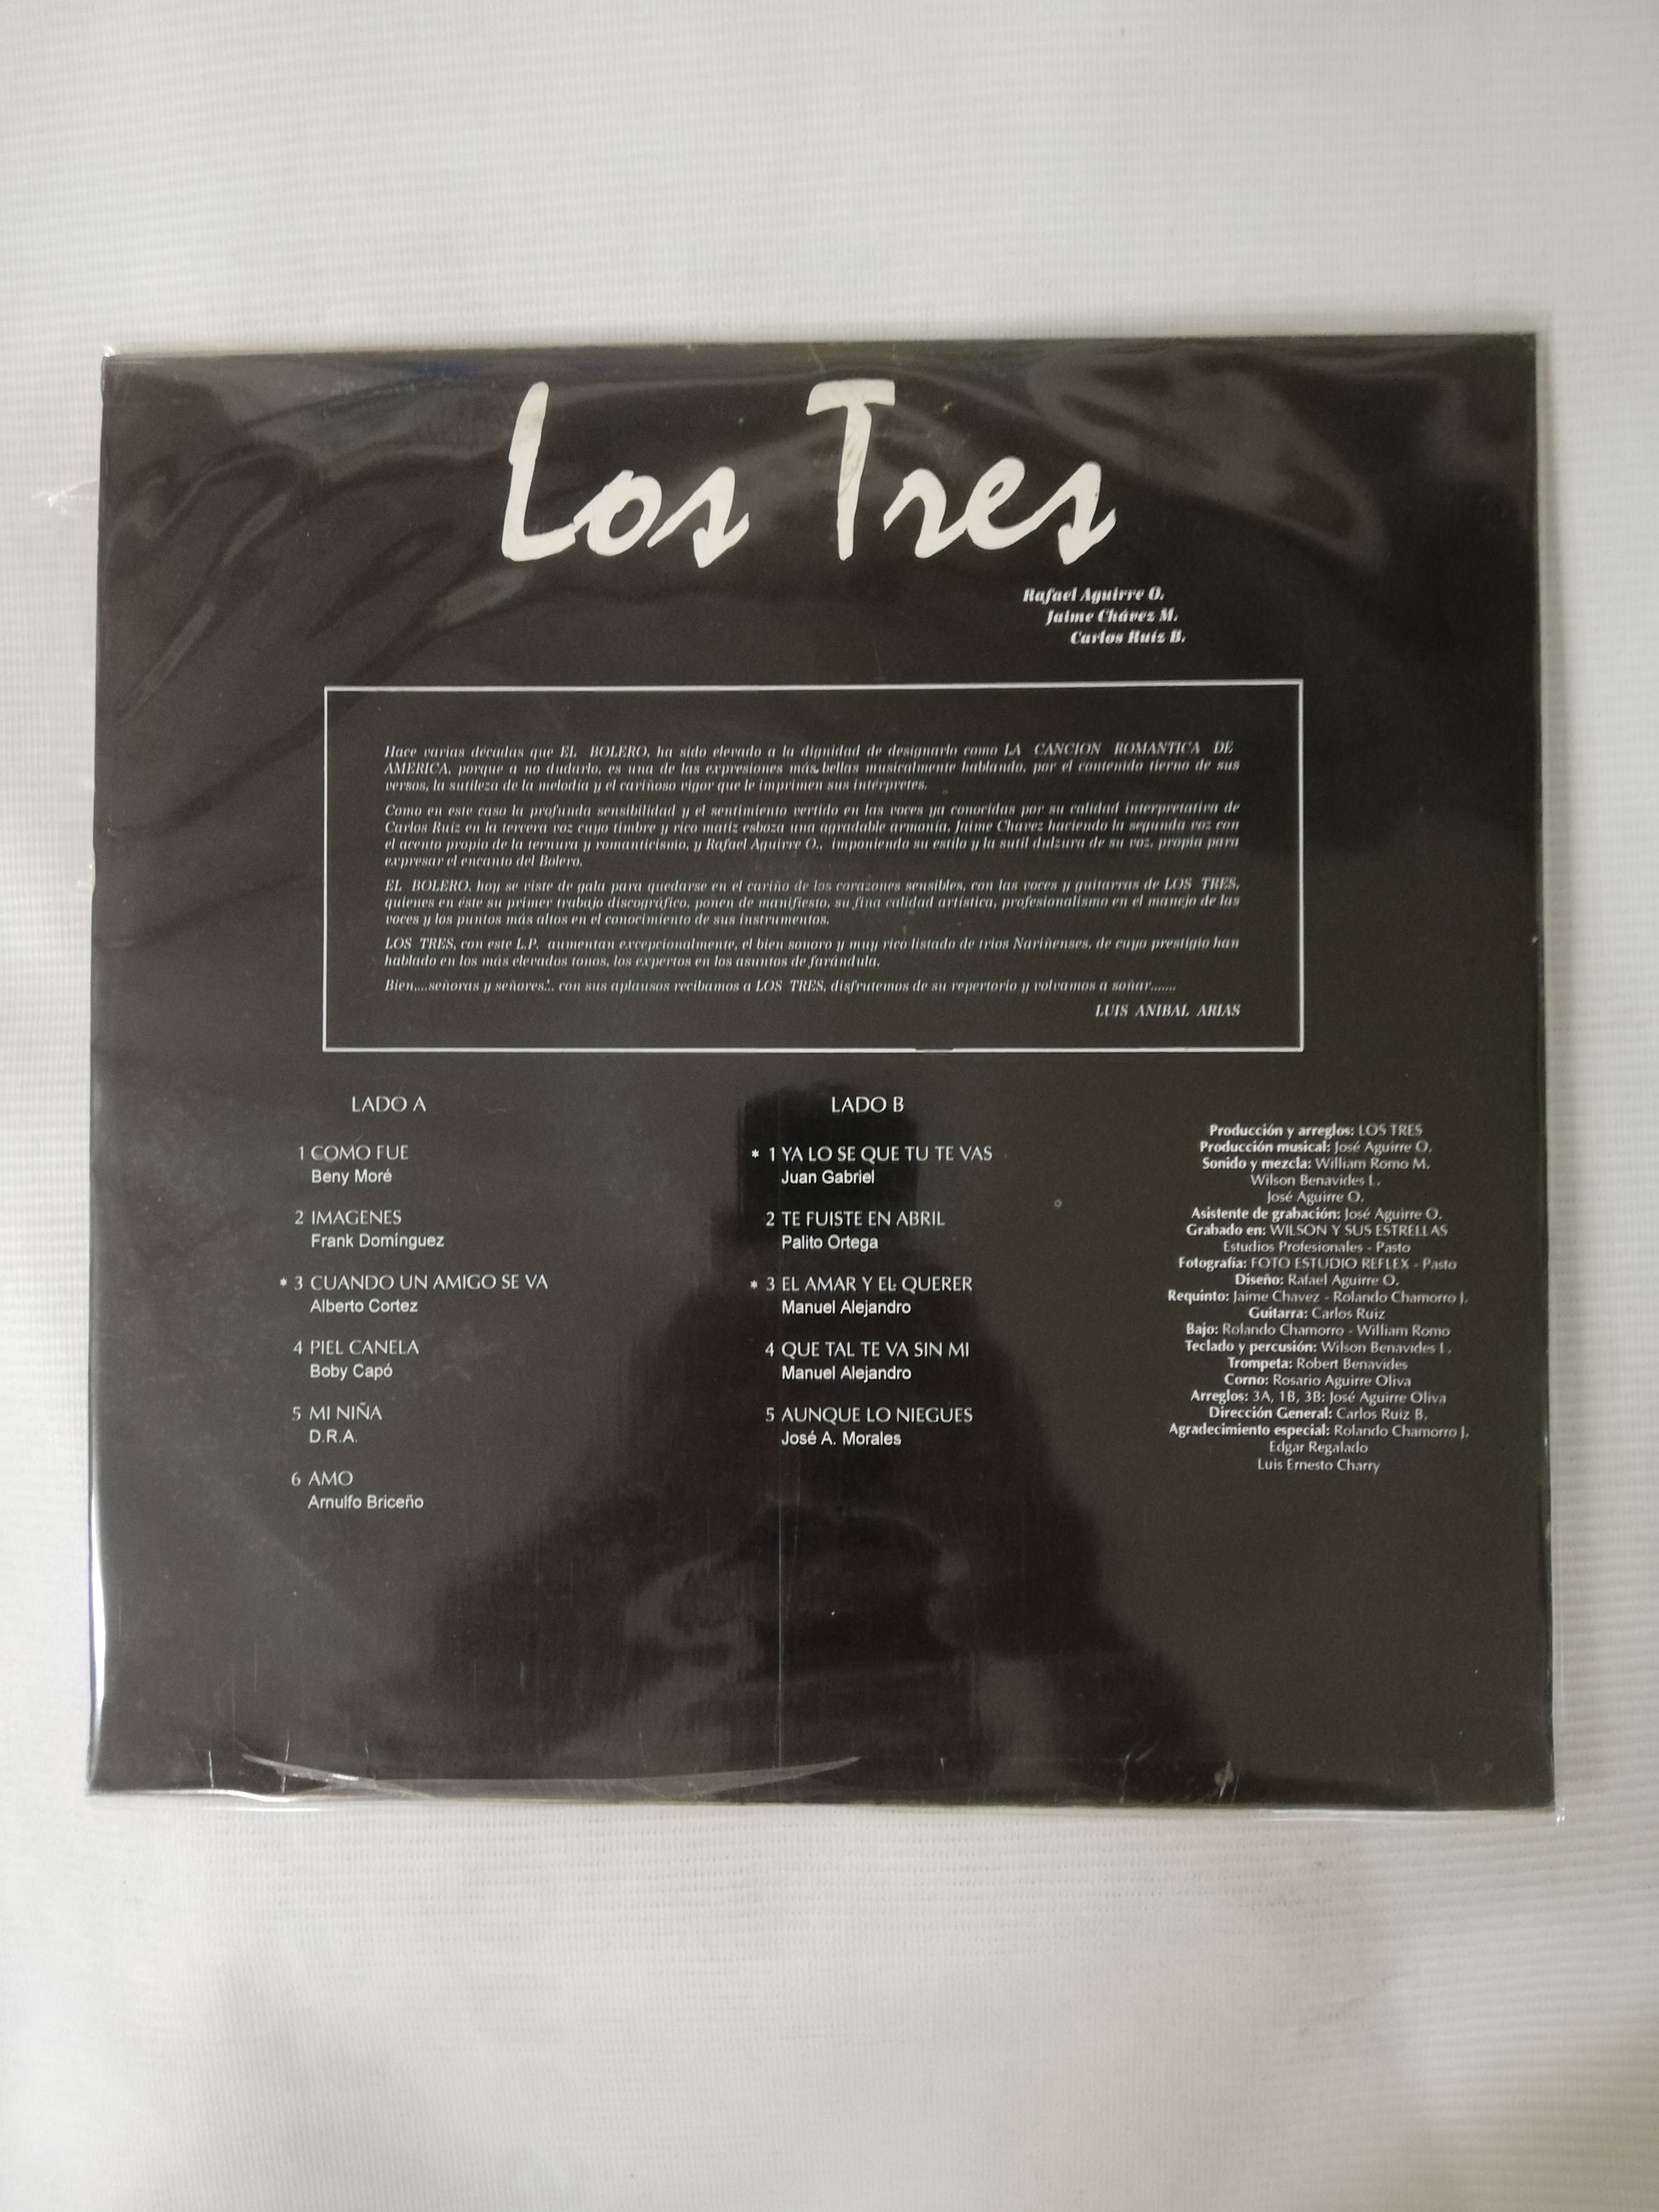 Los Tres
Rafael Aguirre O.
Jaime Chávez M.
Carlos Ruiz B.
Hace varias décadas que EL BOLERO, ha sido elevado a la dignidad de designarlo como LA CANCION ROMANTICA DE
AMERICA, porque a no dudarlo, es una de las expresiones más bellas musicalmente hablando, por el contenido tierno de sus
versos, la sutileza de la melodía y el cariñoso vigor que le imprimen sus intérpretes.
Como en este caso la profunda sensibilidad y el sentimiento vertido en las voces ya conocidas por su calidad interpretativa de
Carlos Ruiz en la tercera voz cuyo timbre y rico matiz esboza una agradable armonía, Jaime Chavez haciendo la segunda voz con
el acento propio de la ternura y romanticismo, y Rafael Aguirre O., imponiendo su estilo y la sutil dulzura de su voz, propia para
expresar el encanto del Bolero.
EL BOLERO, hoy se viste de gala para quedarse en el cariño de los corazones sensibles, con las voces y guitarras de LOS TRES,
quienes en éste su primer trabajo discográfico, ponen de manifiesto, su fina calidad artística, profesionalismo en el manejo de las
voces y los puntos más altos en el conocimiento de sus instrumentos.
LOS TRES, con este L.P. aumentan excepcionalmente, el bien sonoro y muy rico listado de tríos Nariñenses, de cuyo prestigio han
hablado en los más elevados tonos, los expertos en los asuntos de farándula.
Bien....señoras y señores!.. con sus aplausos recibamos a LOS TRES, disfrutemos de su repertorio y volvamos a soñar.......
LUIS ANIBAL ARIAS
LADO A
1 COMO FUE
Beny Moré
2 IMAGENES
Frank Domínguez
* 3 CUANDO UN AMIGO SE VA
Alberto Cortez
4 PIEL CANELA
Boby Capó
5 MI NIÑA
D.R.A.
6 AMO
Arnulfo Briceño
LADO B
* 1 YA LO SE QUE TU TE VAS
Juan Gabriel
2 TE FUISTE EN ABRIL
Palito Ortega
* 3 EL AMAR Y EL QUERER
Manuel Alejandro
4 QUE TAL TE VA SIN MI
Manuel Alejandro
5 AUNQUE LO NIEGUES
José A. Morales
Producción y arreglos: LOS TRES
Producción musical: José Aguirre O.
Sonido y mezcla: William Romo M.
Wilson Benavides L.
José Aguirre O.
Asistente de grabación: José Aguirre O.
Grabado en: WILSON Y SUS ESTRELLAS
Estudios Profesionales - Pasto
Fotografía: FOTO ESTUDIO REFLEX - Pasto
Diseño: Rafael Aguirre O.
Requinto: Jaime Chavez - Rolando Chamorro J.
Guitarra: Carlos Ruiz
Bajo: Rolando Chamorro - William Romo
Teclado y percusión: Wilson Benavides L.
Trompeta: Robert Benavides
Corno: Rosario Aguirre Oliva
Arreglos: 3A, 1B, 3B: José Aguirre Oliva
Dirección General: Carlos Ruiz B.
Agradecimiento especial: Rolando Chamorro J.
Edgar Regalado
Luis Ernesto Charry